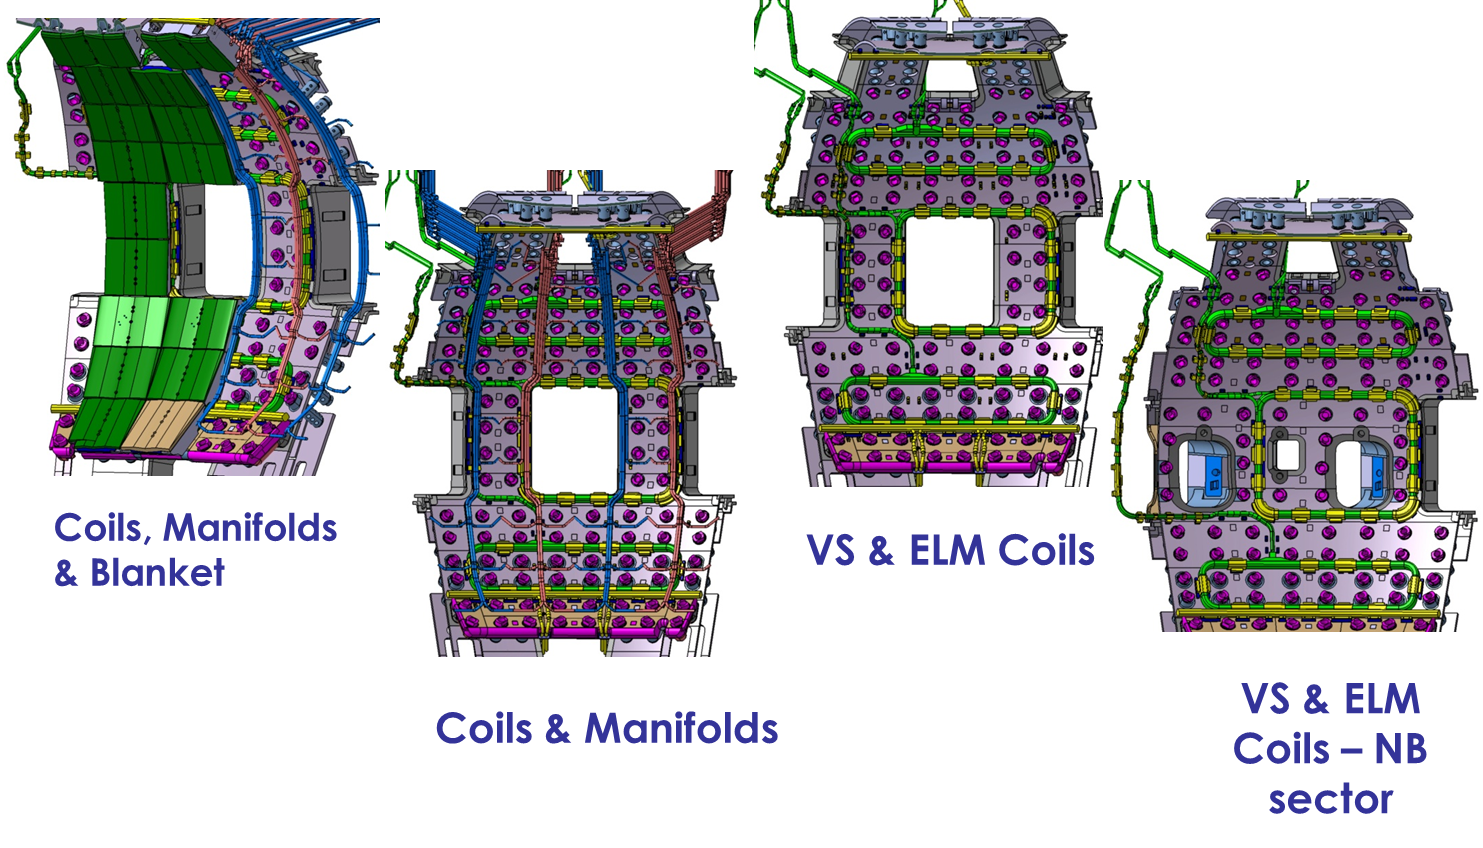 Coils, Manifolds
& Blanket
Coils & Manifolds
VS & ELM Coils
VS & ELM
Coils – NB
sector